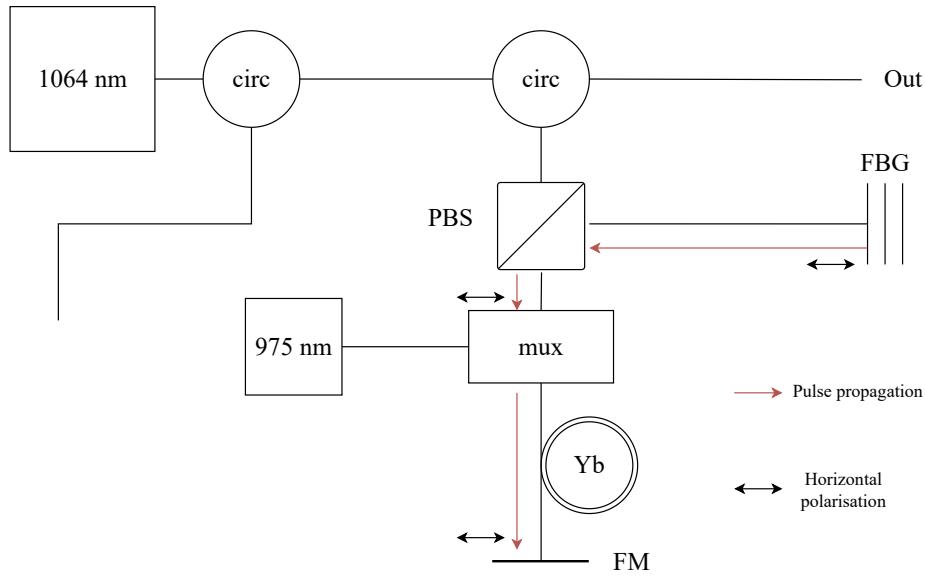 1064 nm
circ
circ
Out
FBG
PBS
975 nm
mux
Pulse propagation
Yb
Horizontal
polarisation
FM